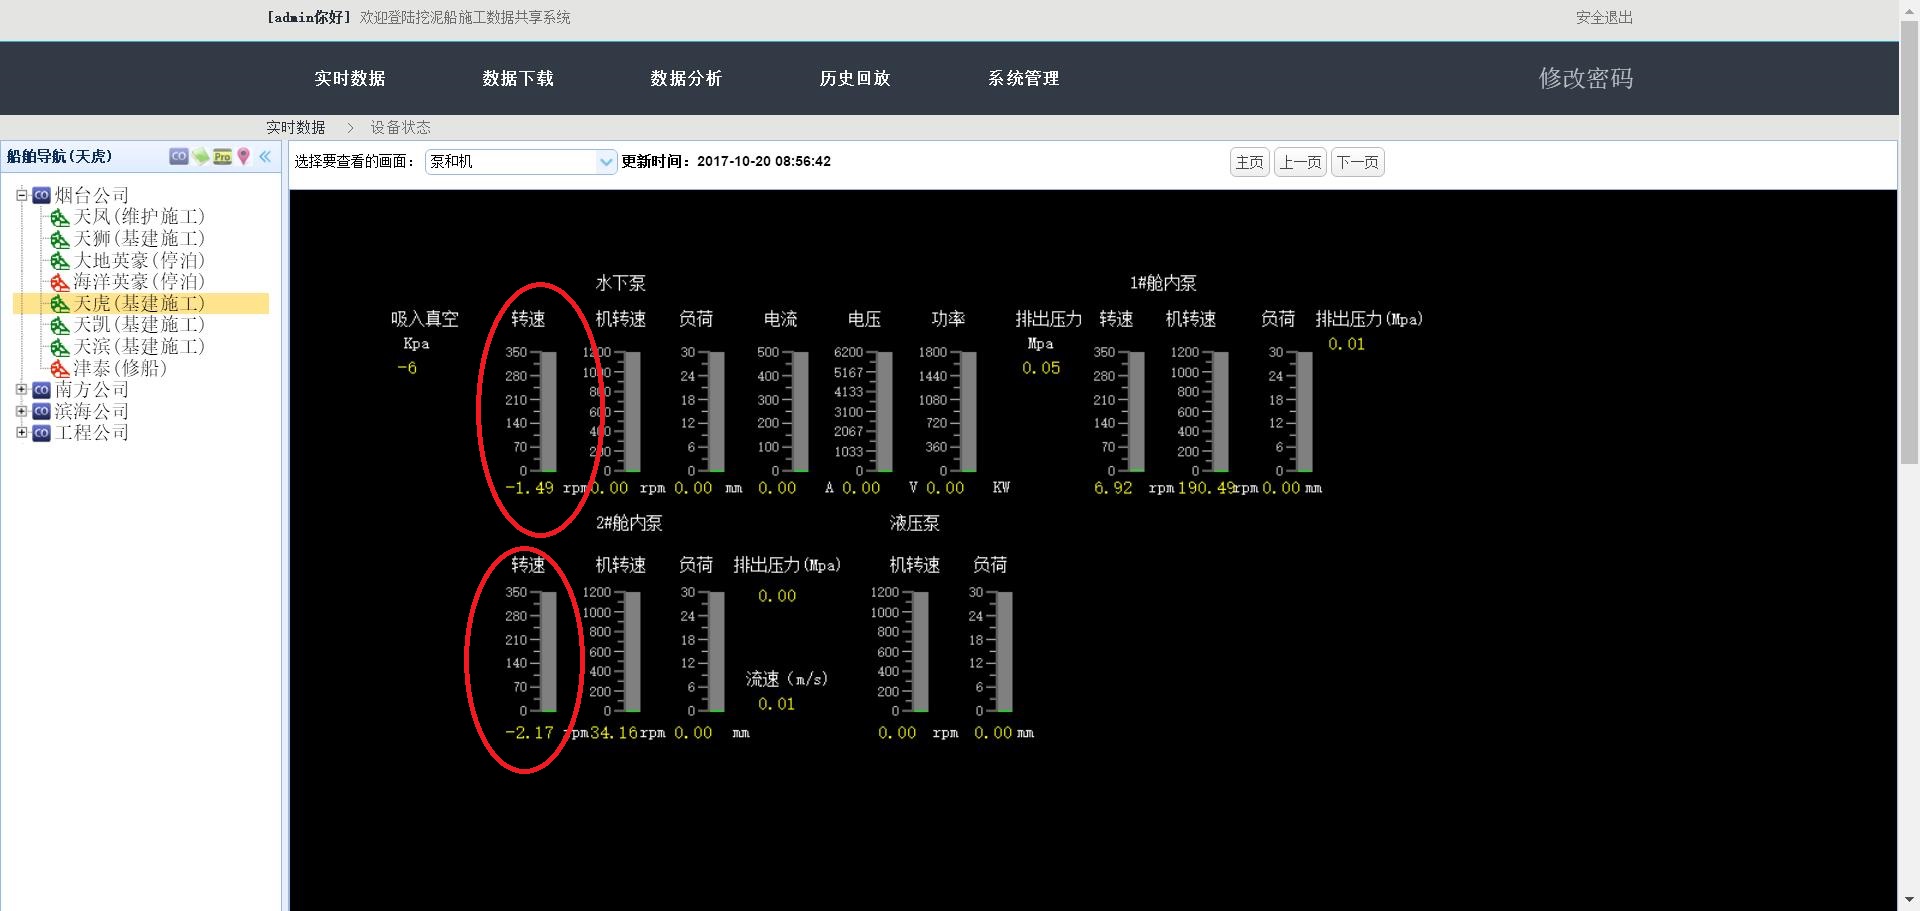 [admin你好] 欢迎登陆挖泥船施工数据共享系统 安全退出
实时数据 数据下载 数据分析 历史回放 系统管理 修改密码
实时数据 > 设备状态
船舶导航(天虎) CO Pro «
选择要查看的画面： 泵和机 更新时间：2017-10-20 08:56:42 主页 上一页 下一页
CO 烟台公司
天凤(维护施工)
天狮(基建施工)
大地英豪(停泊)
海洋英豪(停泊)
天虎(基建施工)
天凯(基建施工)
天滨(基建施工)
津泰(修船)
CO 南方公司
CO 滨海公司
CO 工程公司
水下泵 1#舱内泵
吸入真空 转速 机转速 负荷 电流 电压 功率 排出压力 转速 机转速 负荷 排出压力(Mpa)
Kpa Mpa 0.01
350 1200 30 500 6200 1800 350 1200 30
-6 0.05
280 1000 24 400 5167 1440 280 1000 24
210 800 18 300 4133 1080 210 800 18
140 600 12 200 3100 720 140 600 12
70 400 6 100 2067 360 70 400 6
200 1033 200
0 0 0 0 0 0 0 0 0
-1.49 rpm 0.00 rpm 0.00 mm 0.00 A 0.00 V 0.00 KW 6.92 rpm 190.49 rpm 0.00 mm
2#舱内泵 液压泵
转速 机转速 负荷 排出压力(Mpa) 机转速 负荷
350 1200 30 0.00 1200 30
280 1000 24 1000 24
210 800 18 800 18
140 600 12 600 12
70 400 6 流速（m/s） 400 6
200 0.01 200
0 0 0 0 0
-2.17 rpm 34.16 rpm 0.00 mm 0.00 rpm 0.00 mm